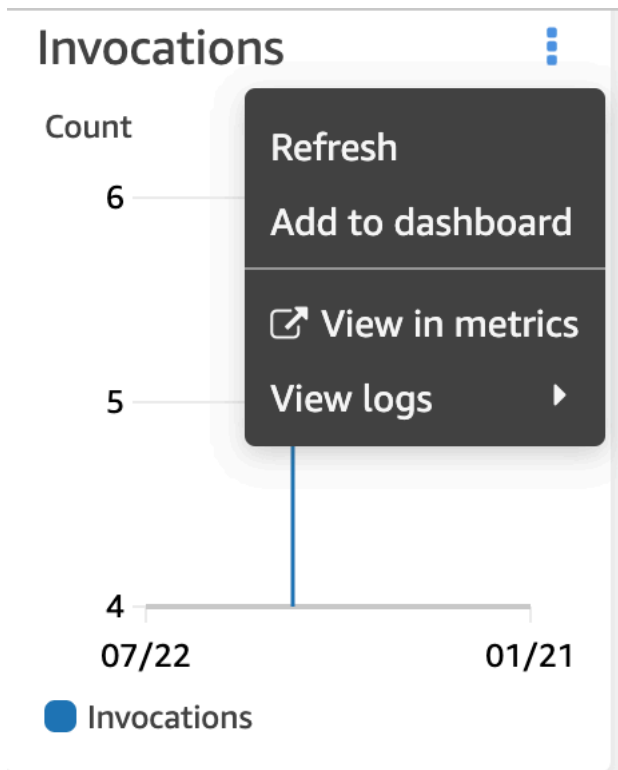 Invocations
Count
Refresh
6
Add to dashboard
View in metrics
5
View logs
4
07/22 01/21
Invocations